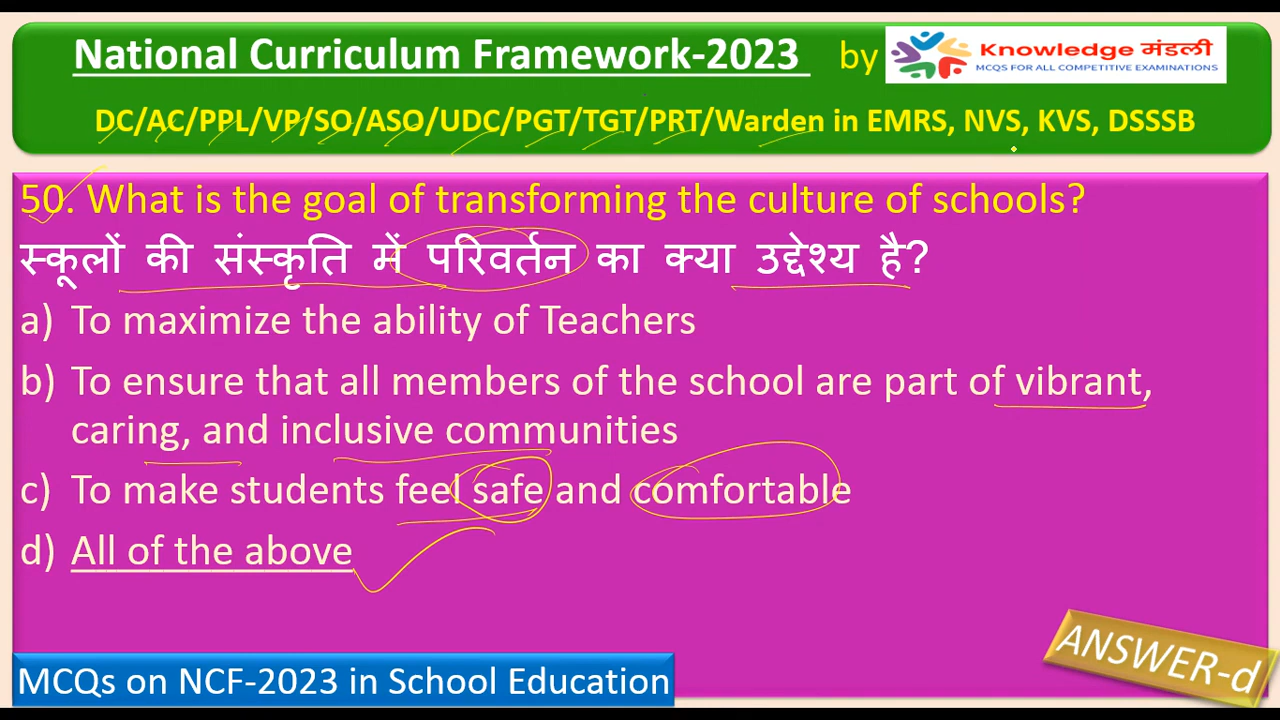 National Curriculum Framework-2023 by Knowledge मंडली
MCQS FOR ALL COMPETITIVE EXAMINATIONS
DC/AC/PPL/VP/SO/ASO/UDC/PGT/TGT/PRT/Warden in EMRS, NVS, KVS, DSSSB
50. What is the goal of transforming the culture of schools?
स्कूलों की संस्कृति में परिवर्तन का क्या उद्देश्य है?
a) To maximize the ability of Teachers
b) To ensure that all members of the school are part of vibrant,
caring, and inclusive communities
c) To make students feel safe and comfortable
d) All of the above
ANSWER-d
MCQs on NCF-2023 in School Education